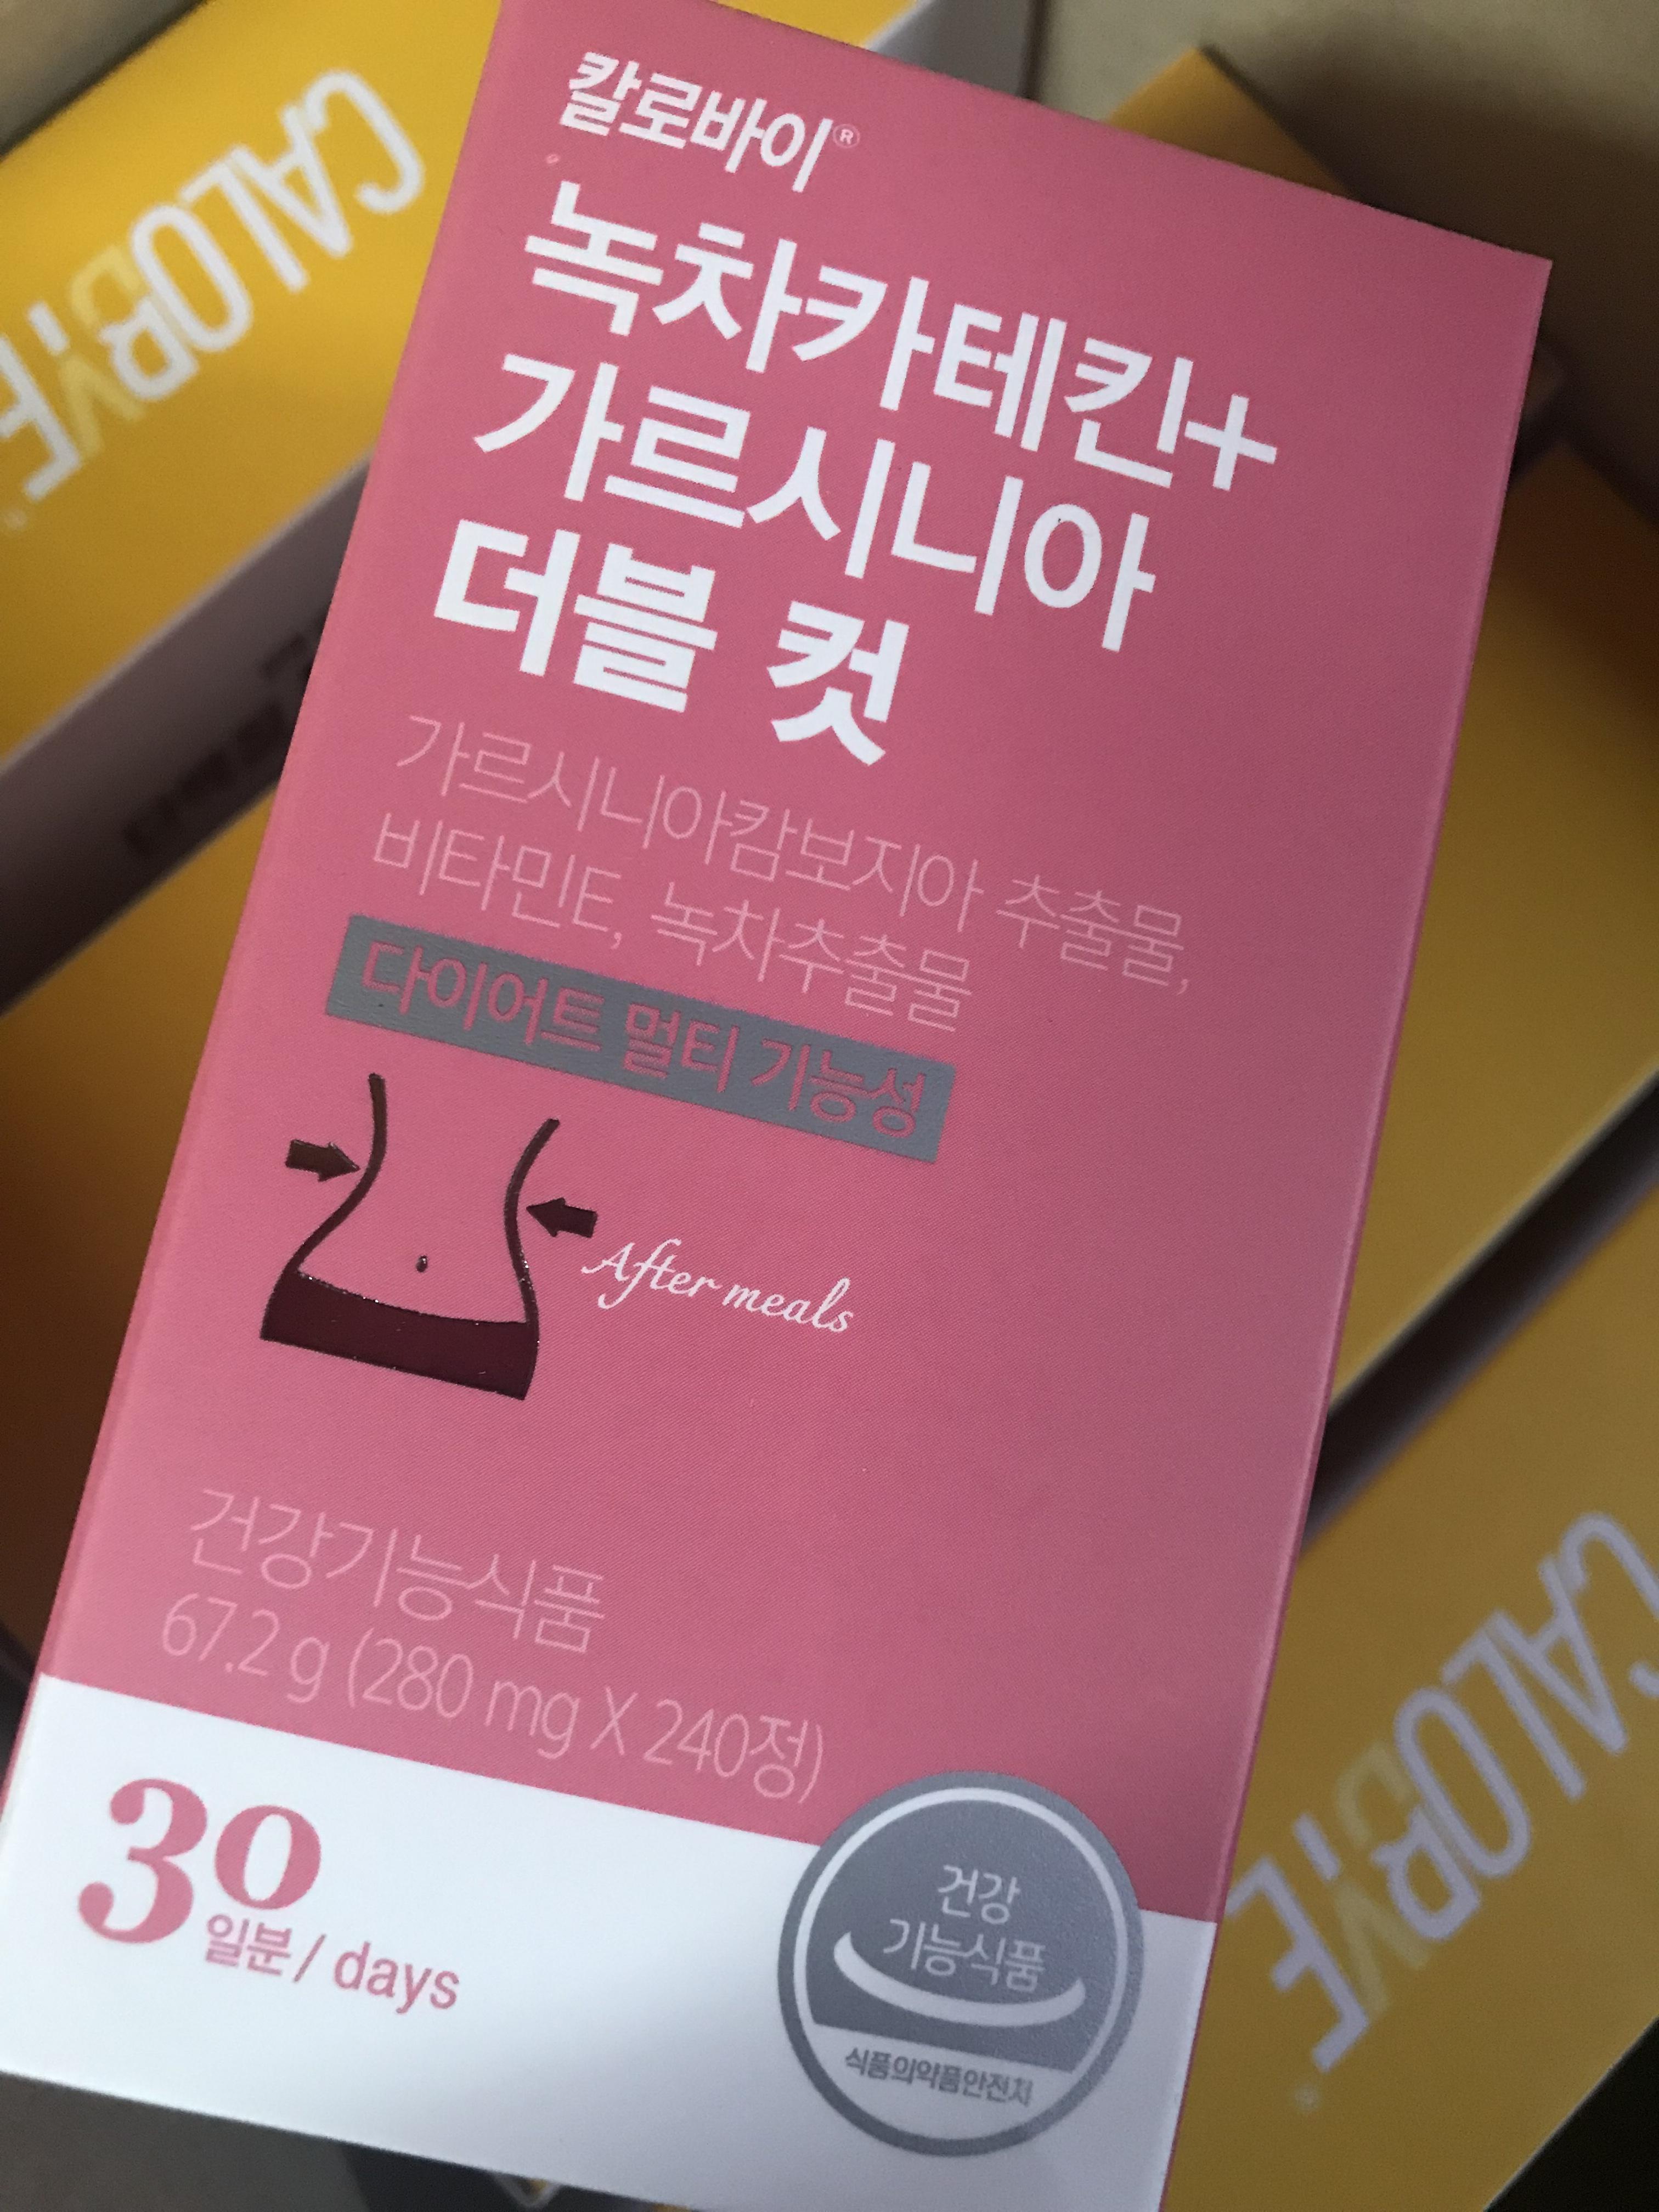 칼로바이®
녹차카테킨+
가르시니아
더블 컷
가르시니아캄보지아 추출물,
비타민E, 녹차추출물
다이어트 멀티 기능성
After meals
건강기능식품
67.2 g (280 mg X 240정)
30
일분 / days
건강
기능식품
식품의약품안전처
CALOBYE
CALOBYE